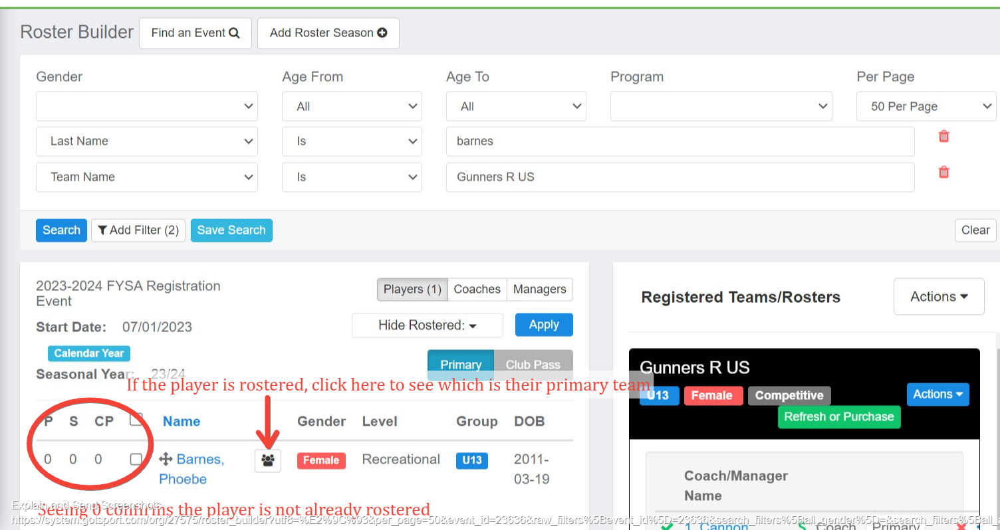 Roster Builder Find an Event Add Roster Season
Gender Age From Age To Program Per Page
All All 50 Per Page
Last Name Is barnes
Team Name Is Gunners R US
Search Add Filter (2) Save Search Clear
2023-2024 FYSA Registration
Event
Players (1) Coaches Managers
Start Date: 07/01/2023
Hide Rostered: Apply
Calendar Year
Seasonal Year: 23/24
Primary Club Pass
If the player is rostered, click here to see which is their primary team
P S CP Name Gender Level Group DOB
0 0 0 Barnes, Female Recreational U13 2011-
Phoebe 03-19
Seeing 0 confirms the player is not already rostered
Registered Teams/Rosters Actions
Gunners R US
U13 Female Competitive Actions
Refresh or Purchase
Coach/Manager
Name
1. Cannon, Coach Primary
Explain and Send Screenshots
https://system.gotsport.com/org/27575/roster_builder?utf8=%E2%9C%93&per_page=50&event_id=23636&raw_filters%5Bevent_id%5D=23636&search_filters%5Ball_gender%5D=&search_filters%5Ball_a